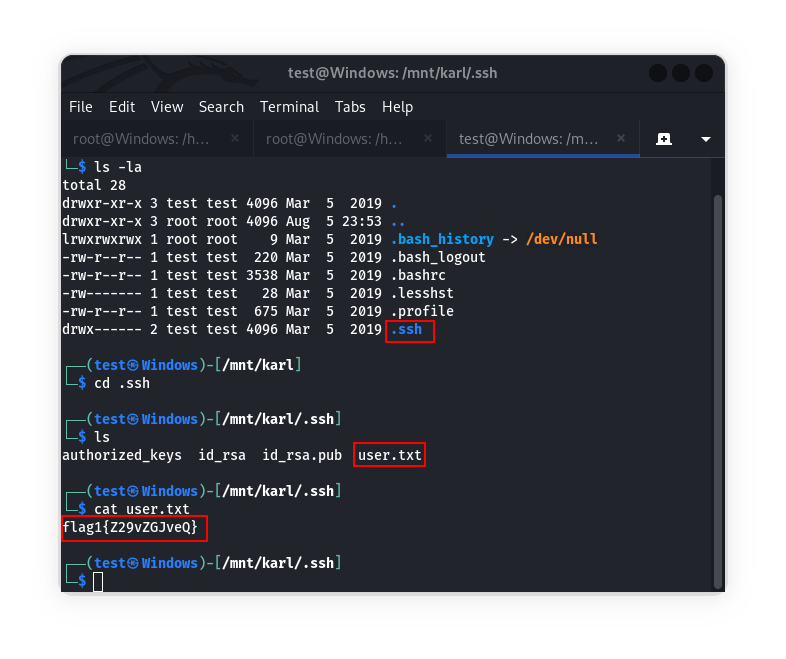 test@Windows: /mnt/karl/.ssh
File Edit View Search Terminal Tabs Help
root@Windows: /h... × root@Windows: /h... × test@Windows: /m... ×
└─$ ls -la
total 28
drwxr-xr-x 3 test test 4096 Mar  5  2019 .
drwxr-xr-x 3 root root 4096 Aug  5 23:53 ..
lrwxrwxrwx 1 root root    9 Mar  5  2019 .bash_history -> /dev/null
-rw-r--r-- 1 test test  220 Mar  5  2019 .bash_logout
-rw-r--r-- 1 test test 3538 Mar  5  2019 .bashrc
-rw------- 1 test test   28 Mar  5  2019 .lesshst
-rw-r--r-- 1 test test  675 Mar  5  2019 .profile
drwx------ 2 test test 4096 Mar  5  2019 .ssh
┌──(test㉿Windows)-[/mnt/karl]
└─$ cd .ssh
┌──(test㉿Windows)-[/mnt/karl/.ssh]
└─$ ls
authorized_keys  id_rsa  id_rsa.pub  user.txt
┌──(test㉿Windows)-[/mnt/karl/.ssh]
└─$ cat user.txt
flag1{Z29vZGJveQ}
┌──(test㉿Windows)-[/mnt/karl/.ssh]
└─$